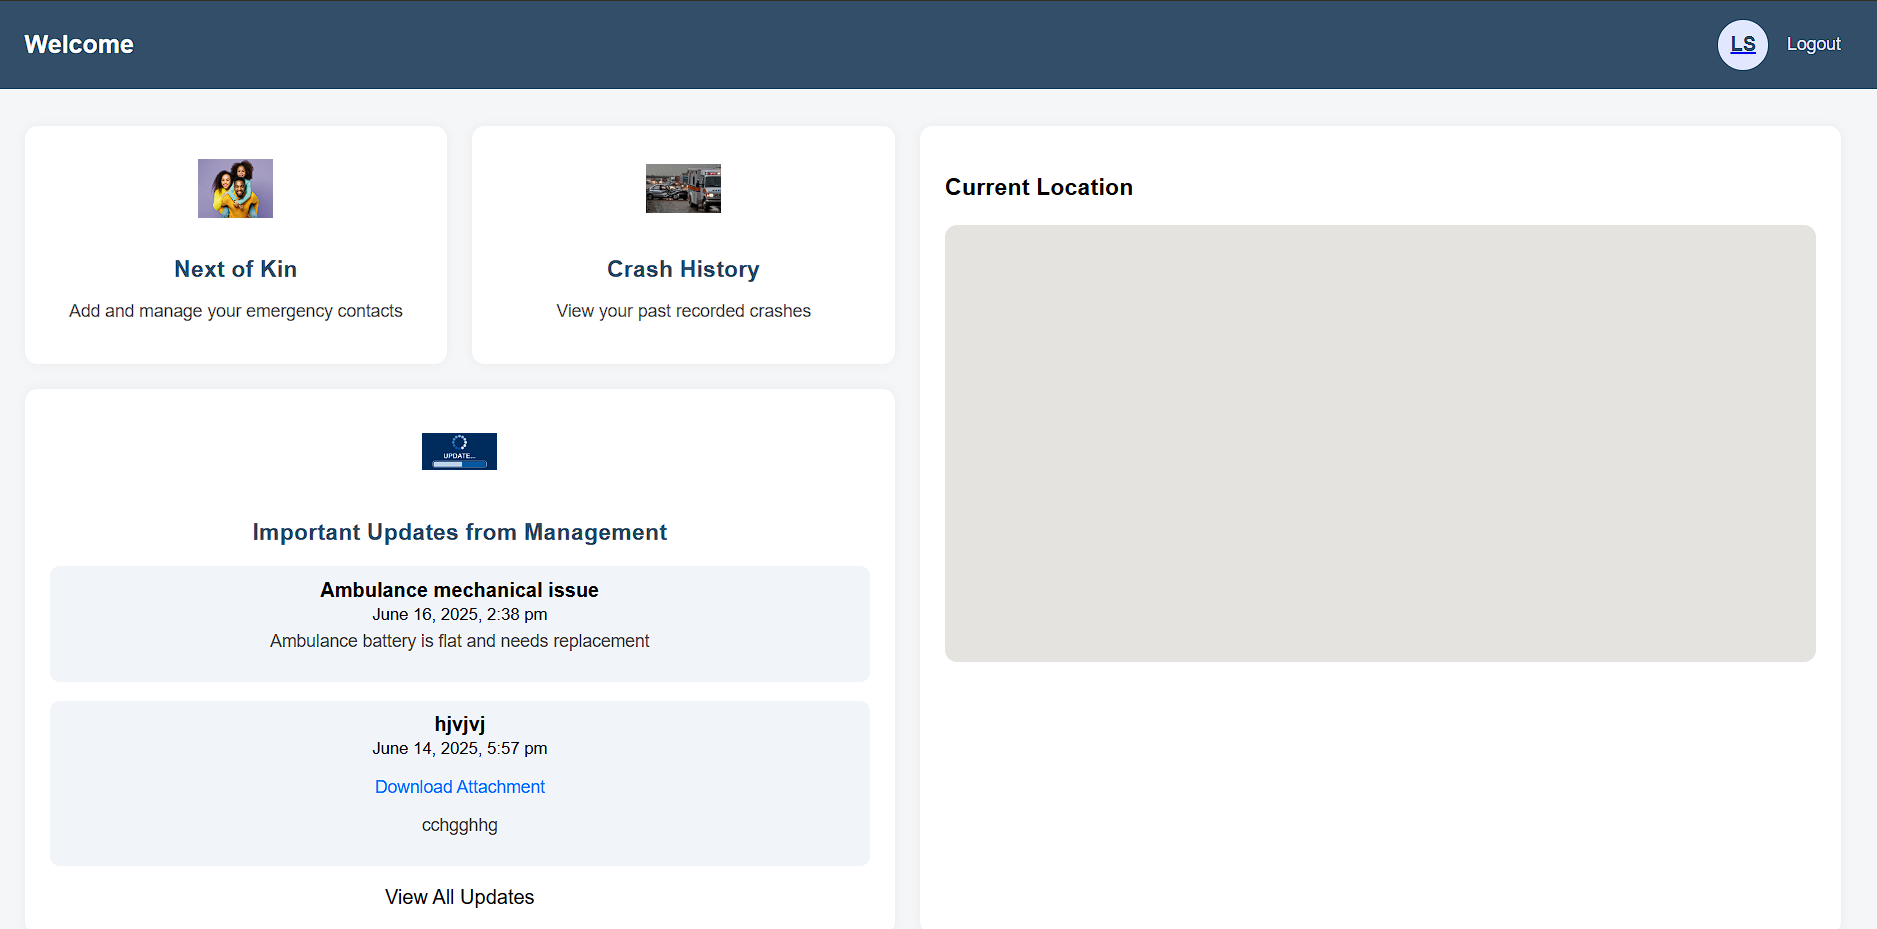 Welcome
LS
Logout
Next of Kin
Add and manage your emergency contacts
Crash History
View your past recorded crashes
Current Location
UPDATE...
Important Updates from Management
Ambulance mechanical issue
June 16, 2025, 2:38 pm
Ambulance battery is flat and needs replacement
hjvjvj
June 14, 2025, 5:57 pm
Download Attachment
cchgghhg
View All Updates